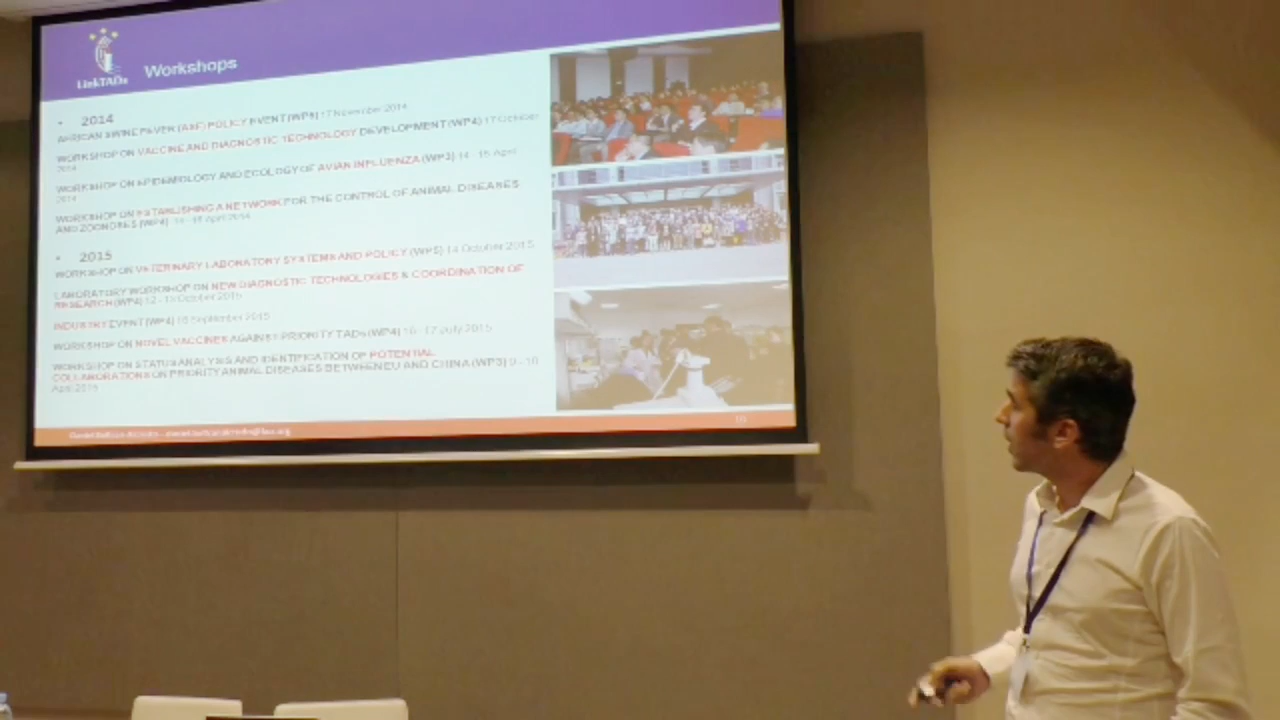 LinkTADs
Workshops
• 2014
AFRICAN SWINE FEVER (ASF) POLICY EVENT (WP5) 17 November 2014
WORKSHOP ON VACCINE AND DIAGNOSTIC TECHNOLOGY DEVELOPMENT (WP4) 17 October
2014
WORKSHOP ON EPIDEMIOLOGY AND ECOLOGY OF AVIAN INFLUENZA (WP3) 14 - 15 April
2014
WORKSHOP ON ESTABLISHING A NETWORK FOR THE CONTROL OF ANIMAL DISEASES
AND ZOONOSES (WP4) April 2014
• 2015
WORKSHOP ON VETERINARY LABORATORY SYSTEMS AND POLICY (WP5) 14 October 2015
LABORATORY WORKSHOP ON NEW DIAGNOSTIC TECHNOLOGIES & COORDINATION OF
RESEARCH (WP4) 12 - 13 October 2015
INDUSTRY EVENT (WP4) 16 September 2015
WORKSHOP ON NOVEL VACCINES AGAINST PRIORITY TADs (WP4) 16 - 17 July 2015
WORKSHOP ON STATUS ANALYSIS AND IDENTIFICATION OF POTENTIAL
COLLABORATIONS ON PRIORITY ANIMAL DISEASES BETWEEN EU AND CHINA (WP3) 9 - 10
April 2015